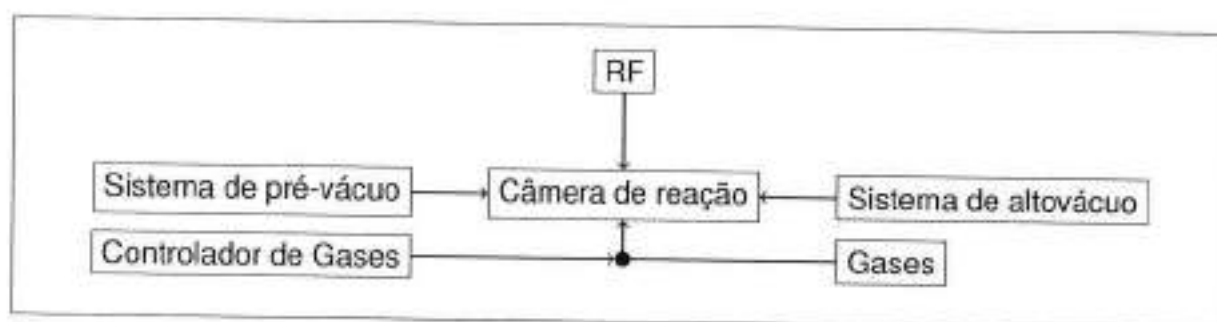 RF
Sistema de pré-vácuo
Câmera de reação
Sistema de altovácuo
Controlador de Gases
Gases